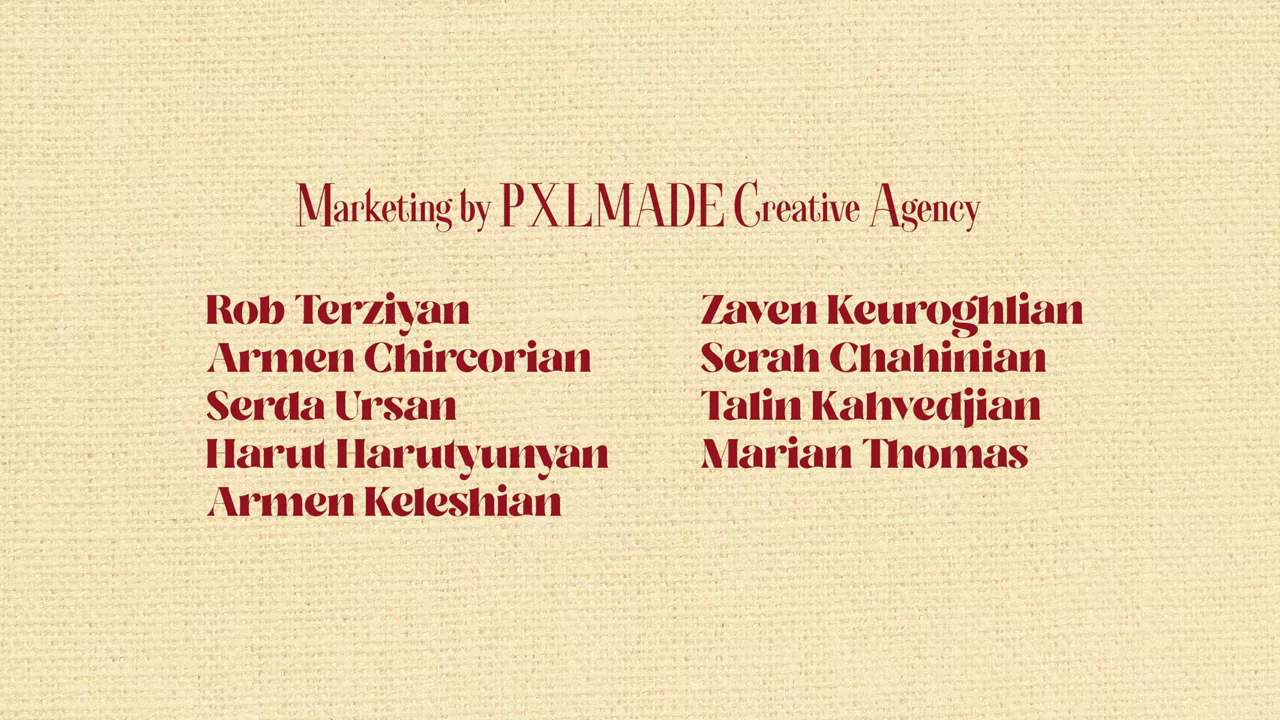 Marketing by PXLMADE Creative Agency
Rob Terziyan
Armen Chircorian
Serda Ursan
Harut Harutyunyan
Armen Keleshian
Zaven Keuroghlian
Serah Chahinian
Talin Kahvedjian
Marian Thomas